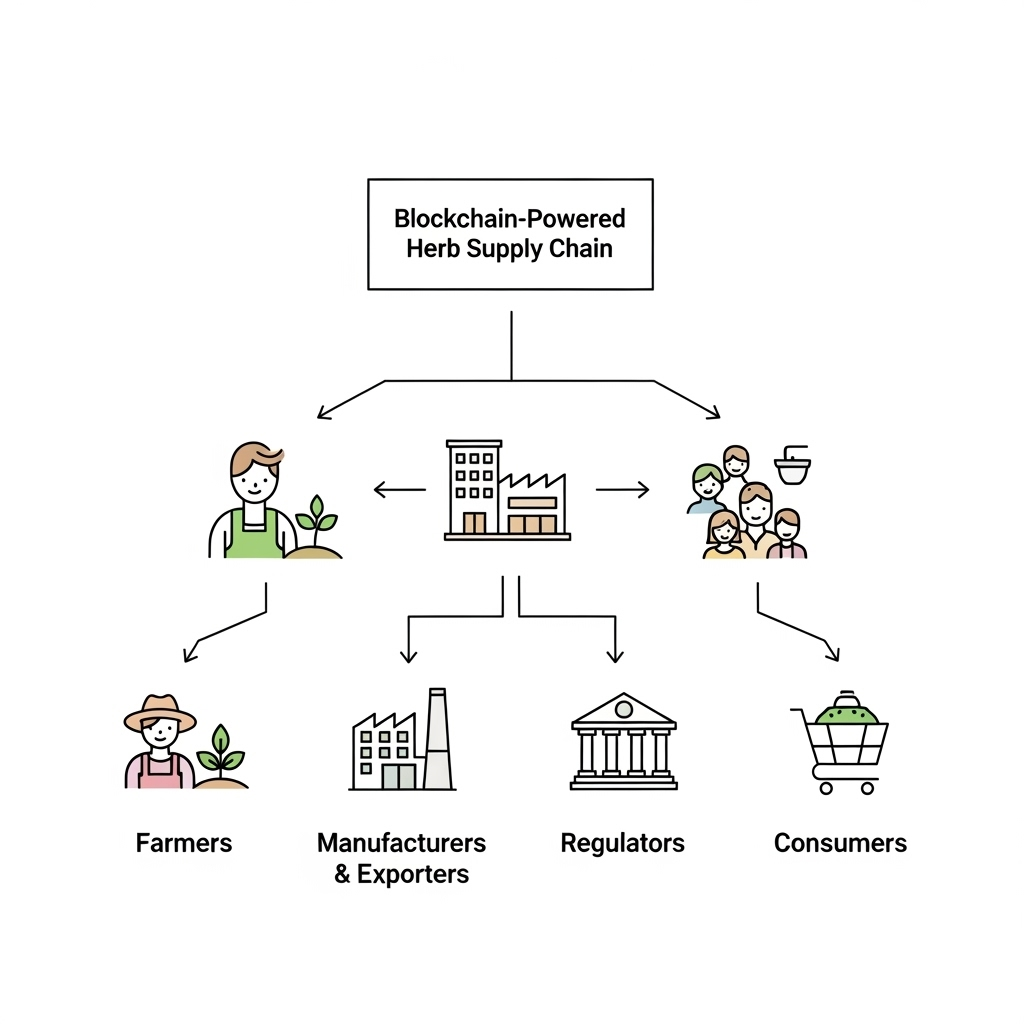 Blockchain-Powered
Herb Supply Chain
Farmers
Manufacturers
& Exporters
Regulators
Consumers